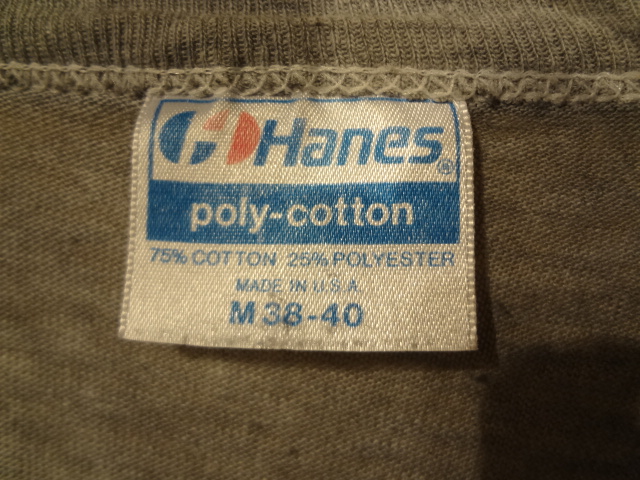 Hanes®
poly-cotton
75% COTTON 25% POLYESTER
MADE IN U.S.A.
M 38-40